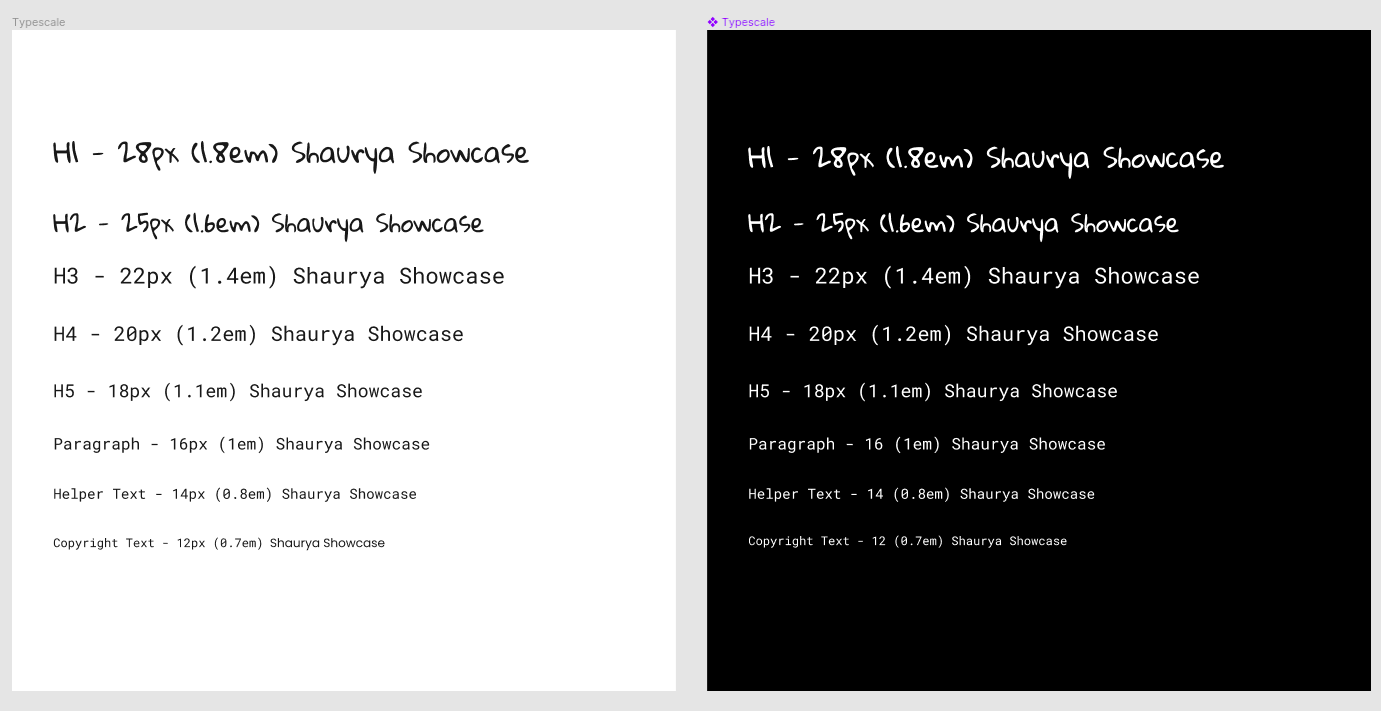 Typescale
H1 - 28px (1.8em) Shaurya Showcase
H2 - 25px (1.6em) Shaurya Showcase
H3 - 22px (1.4em) Shaurya Showcase
H4 - 20px (1.2em) Shaurya Showcase
H5 - 18px (1.1em) Shaurya Showcase
Paragraph - 16px (1em) Shaurya Showcase
Helper Text - 14px (0.8em) Shaurya Showcase
Copyright Text - 12px (0.7em) Shaurya Showcase
Typescale
H1 - 28px (1.8em) Shaurya Showcase
H2 - 25px (1.6em) Shaurya Showcase
H3 - 22px (1.4em) Shaurya Showcase
H4 - 20px (1.2em) Shaurya Showcase
H5 - 18px (1.1em) Shaurya Showcase
Paragraph - 16 (1em) Shaurya Showcase
Helper Text - 14 (0.8em) Shaurya Showcase
Copyright Text - 12 (0.7em) Shaurya Showcase